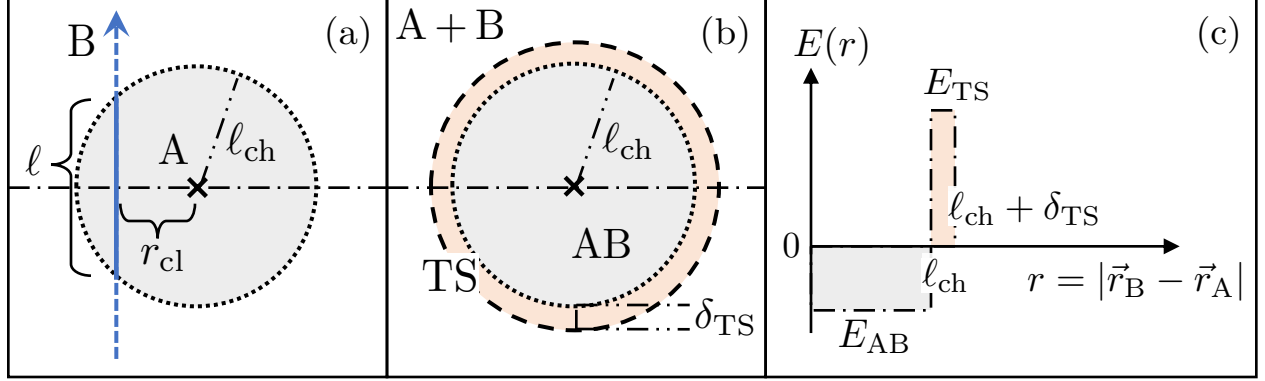 B
(a)
A
ℓ_ch
ℓ
r_cl
A + B
(b)
ℓ_ch
AB
TS
δ_TS
E(r)
(c)
E_TS
ℓ_ch + δ_TS
0
ℓ_ch
r = |r⃗_B − r⃗_A|
E_AB